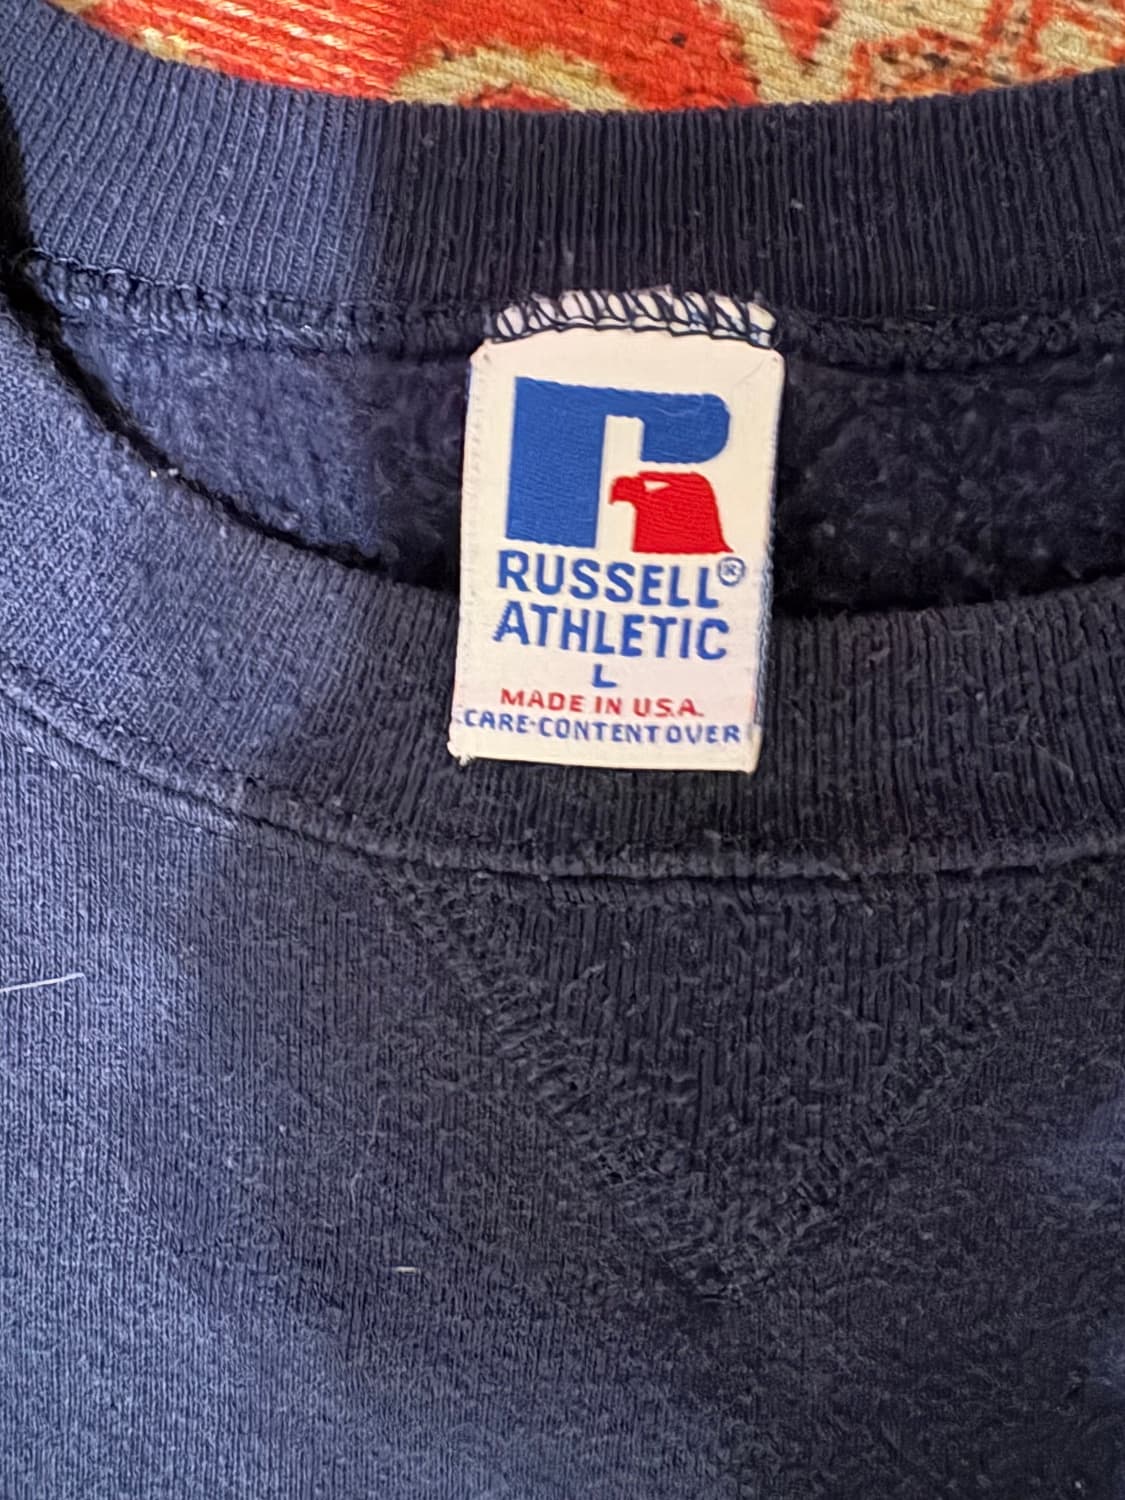 RUSSELL®
ATHLETIC
L
MADE IN U.S.A.
CARE-CONTENT OVER